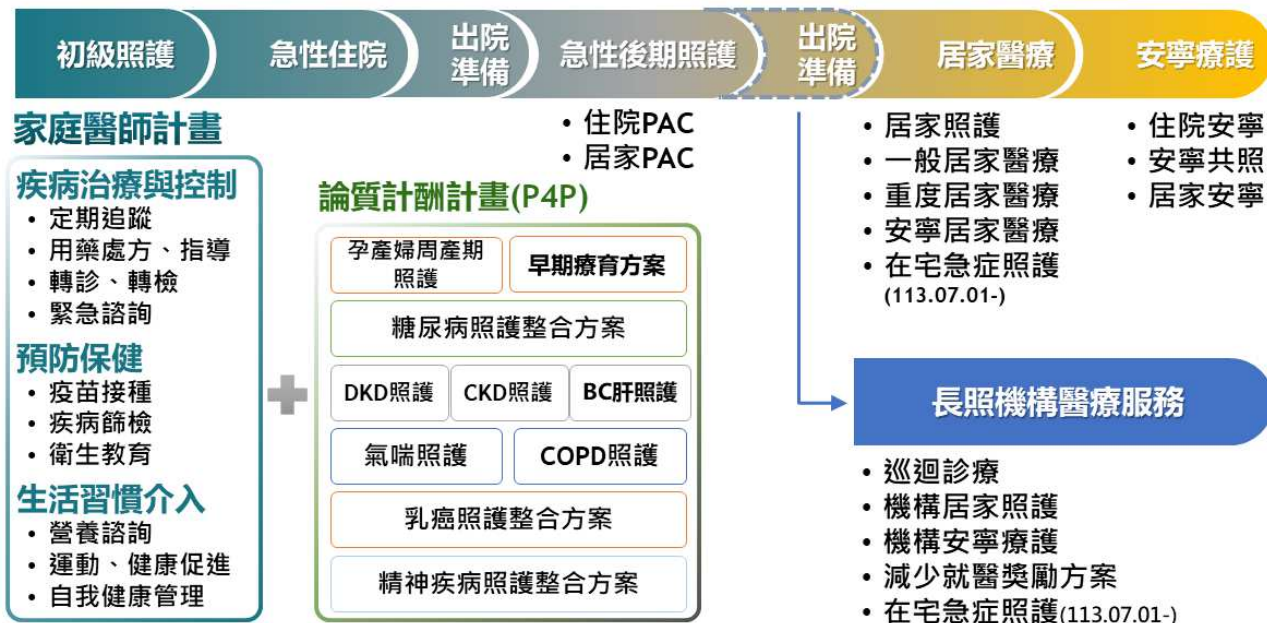 初級照護
急性住院
出院
準備
急性後期照護
出院
準備
居家醫療
安寧療護
家庭醫師計畫
疾病治療與控制
• 定期追蹤
• 用藥處方、指導
• 轉診、轉檢
• 緊急諮詢
預防保健
• 疫苗接種
• 疾病篩檢
• 衛生教育
生活習慣介入
• 營養諮詢
• 運動、健康促進
• 自我健康管理
• 住院PAC
• 居家PAC
論質計酬計畫(P4P)
孕產婦周產期
照護
早期療育方案
糖尿病照護整合方案
DKD照護
CKD照護
BC肝照護
氣喘照護
COPD照護
乳癌照護整合方案
精神疾病照護整合方案
• 居家照護
• 一般居家醫療
• 重度居家醫療
• 安寧居家醫療
• 在宅急症照護
(113.07.01-)
• 住院安寧
• 安寧共照
• 居家安寧
長照機構醫療服務
• 巡迴診療
• 機構居家照護
• 機構安寧療護
• 減少就醫獎勵方案
• 在宅急症照護(113.07.01-)